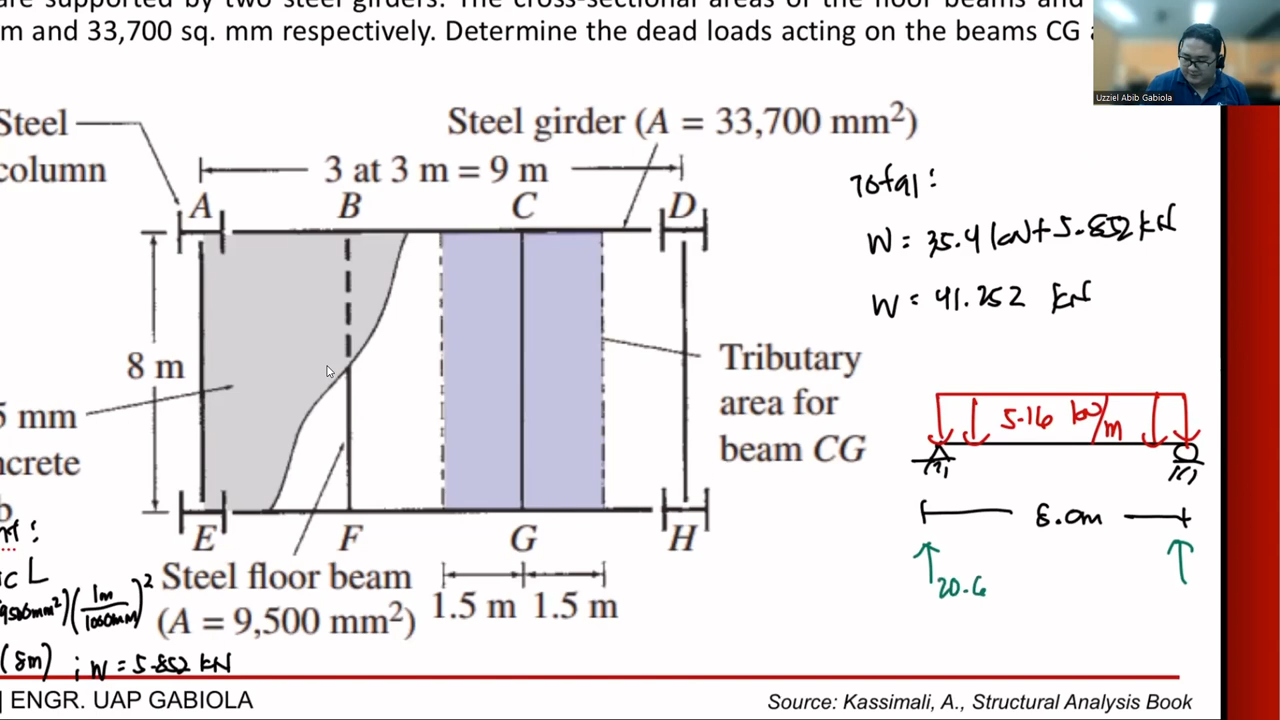 are supported by two steel girders. The cross-sectional areas of the floor beams and
m and 33,700 sq. mm respectively. Determine the dead loads acting on the beams CG
Uzziel Abib Gabiola
Steel
column
Steel girder (A = 33,700 mm²)
3 at 3 m = 9 m
A
B
C
D
Total:
W = 35.4 kN + 5.852 kN
W = 41.252 kN
8 m
5 mm
ncrete
b
Tributary
area for
beam CG
5.16 kN/m
8.0m
20.6
E
F
G
H
c L
(1m/1000mm)²
Steel floor beam
(A = 9,500 mm²)
1.5 m
1.5 m
(8m) ; W = 5.852 kN
| ENGR. UAP GABIOLA
Source: Kassimali, A., Structural Analysis Book